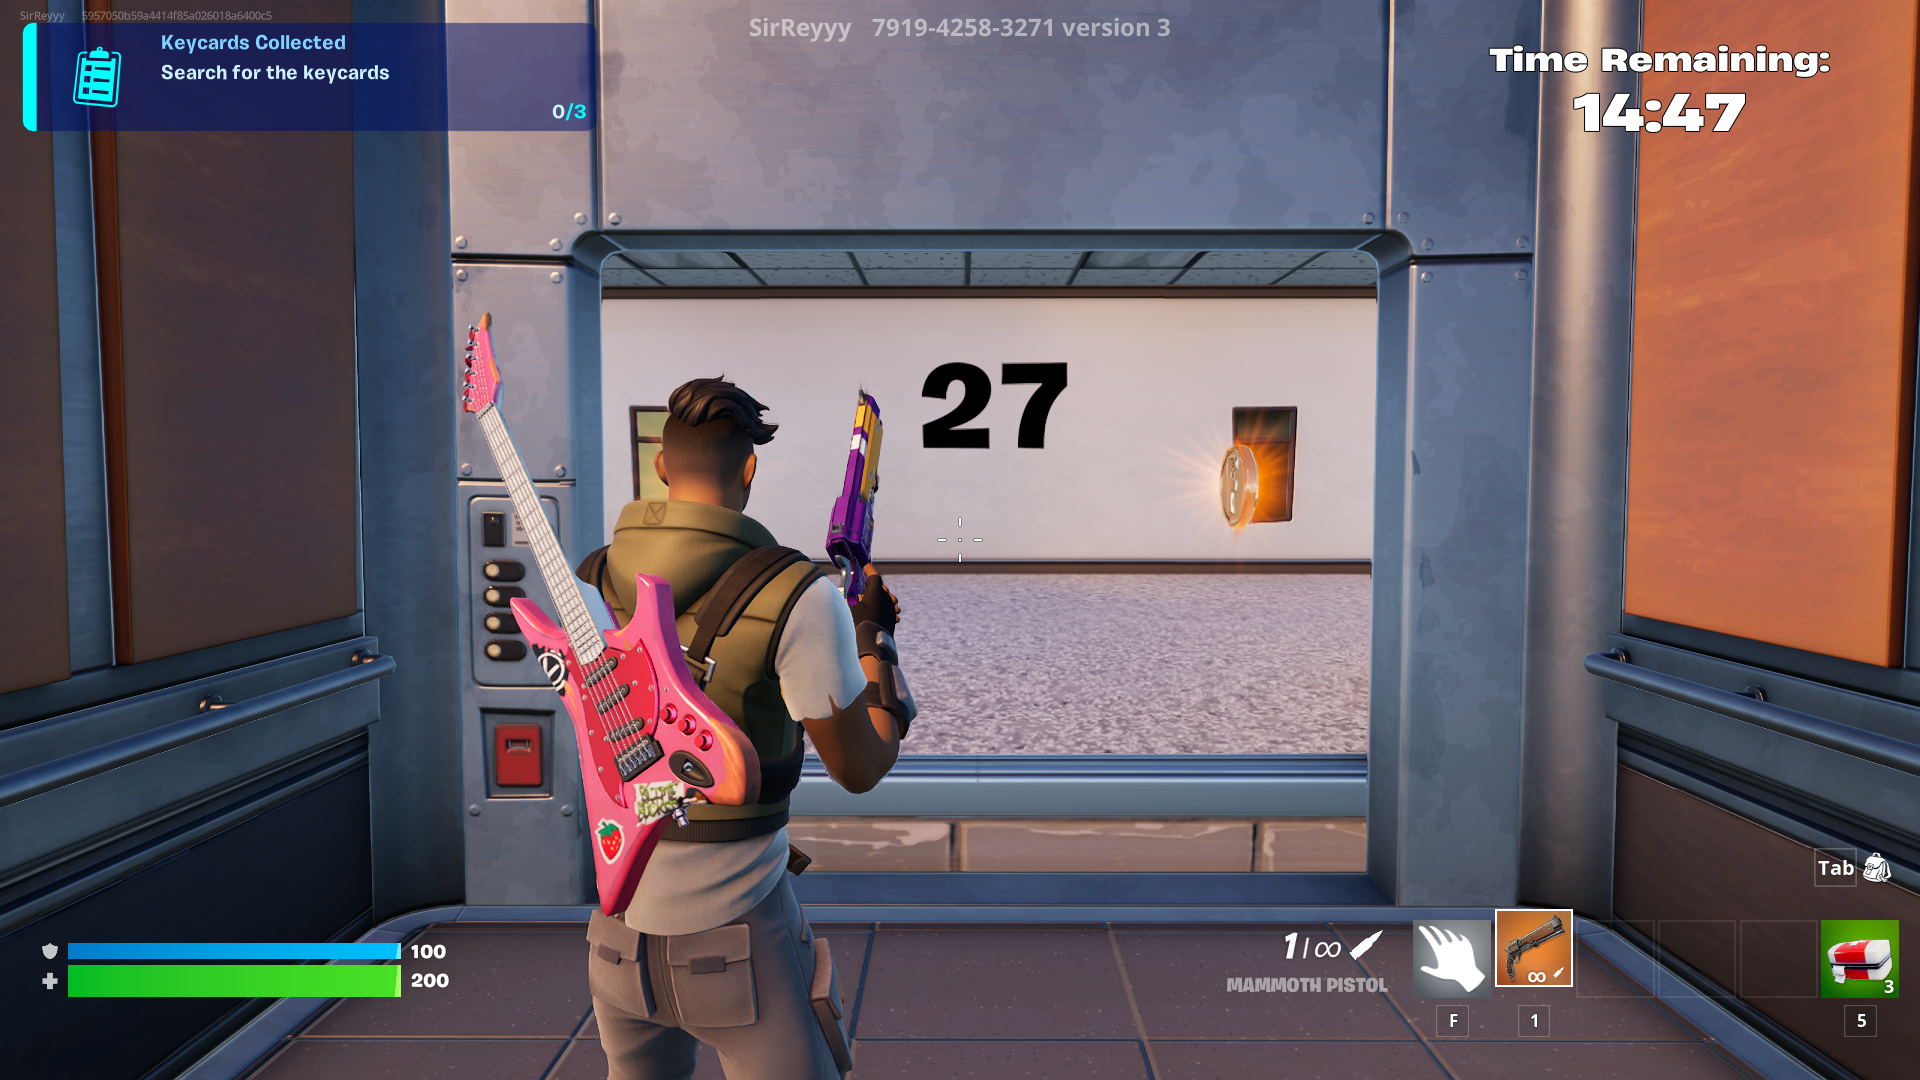 SirReyyy 5957050b59a4414f85a026018a6400c5
Keycards Collected
Search for the keycards
0/3
SirReyyy 7919-4258-3271 version 3
Time Remaining:
14:47
27
Tab
100
200
1/∞
MAMMOTH PISTOL
∞
3
F
1
5